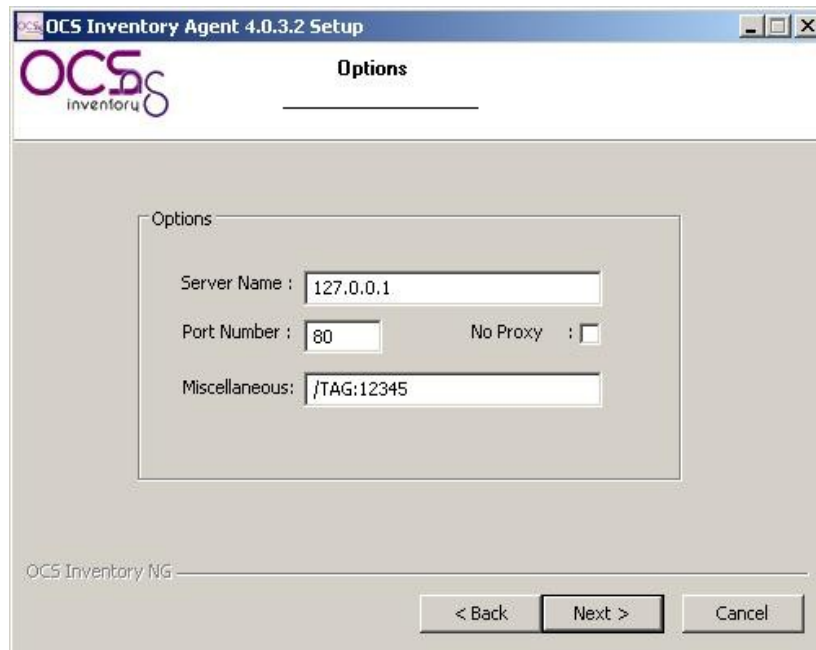 OCS Inventory Agent 4.0.3.2 Setup
OCSng
inventory
Options
Options
Server Name : 127.0.0.1
Port Number : 80 No Proxy :
Miscellaneous: /TAG:12345
OCS Inventory NG
< Back Next > Cancel